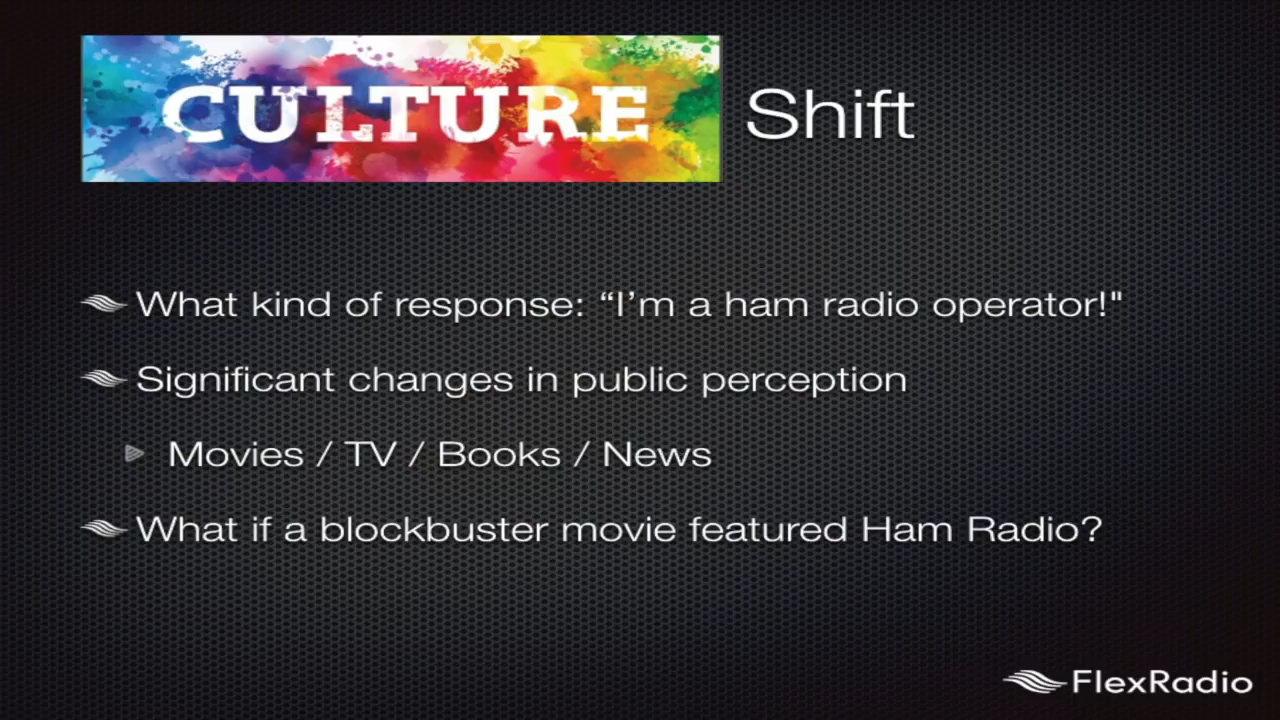 CULTURE Shift
What kind of response: “I’m a ham radio operator!"
Significant changes in public perception
Movies / TV / Books / News
What if a blockbuster movie featured Ham Radio?
FlexRadio